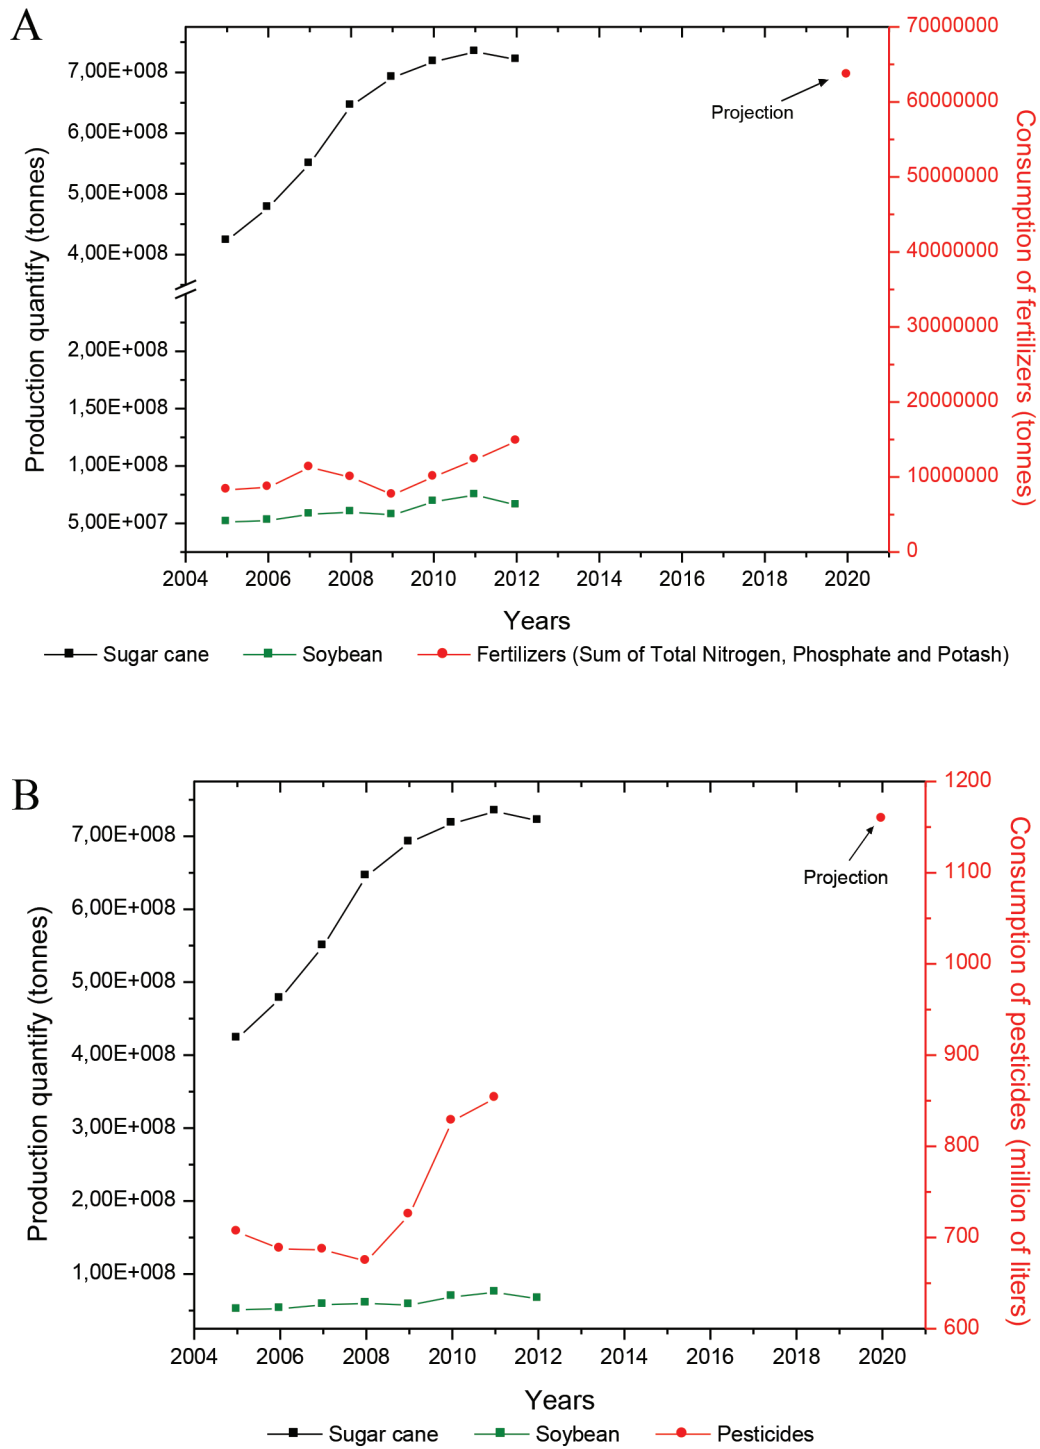 A
Production quantify (tonnes)
7,00E+008
6,00E+008
5,00E+008
4,00E+008
2,00E+008
1,50E+008
1,00E+008
5,00E+007
70000000
60000000
50000000
40000000
30000000
20000000
10000000
0
Consumption of fertilizers (tonnes)
Projection
2004 2006 2008 2010 2012 2014 2016 2018 2020
Years
Sugar cane Soybean Fertilizers (Sum of Total Nitrogen, Phosphate and Potash)
B
Production quantify (tonnes)
7,00E+008
6,00E+008
5,00E+008
4,00E+008
3,00E+008
2,00E+008
1,00E+008
1200
1100
1000
900
800
700
600
Consumption of pesticides (million of liters)
Projection
2004 2006 2008 2010 2012 2014 2016 2018 2020
Years
Sugar cane Soybean Pesticides